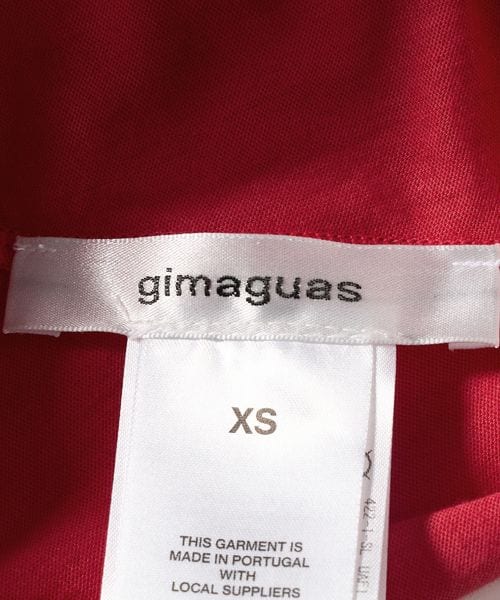 gimaguas
XS
THIS GARMENT IS
MADE IN PORTUGAL
WITH
LOCAL SUPPLIERS